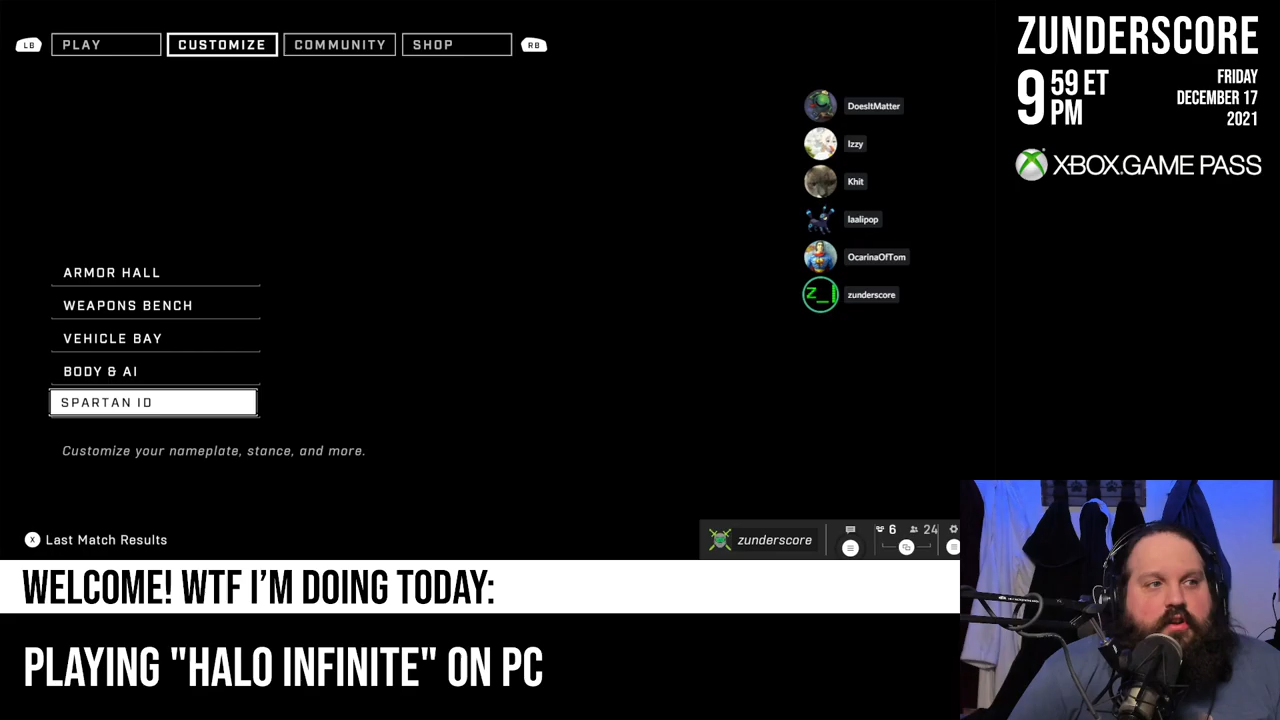 LB PLAY CUSTOMIZE COMMUNITY SHOP RB
ZUNDERSCORE
9 59 ET PM
FRIDAY
DECEMBER 17
2021
XBOX GAME PASS
DoesItMatter
Izzy
Khit
laalipop
OcarinaOfTom
z_ zunderscore
ARMOR HALL
WEAPONS BENCH
VEHICLE BAY
BODY & AI
SPARTAN ID
Customize your nameplate, stance, and more.
X Last Match Results
zunderscore 6 24
WELCOME! WTF I'M DOING TODAY:
PLAYING "HALO INFINITE" ON PC